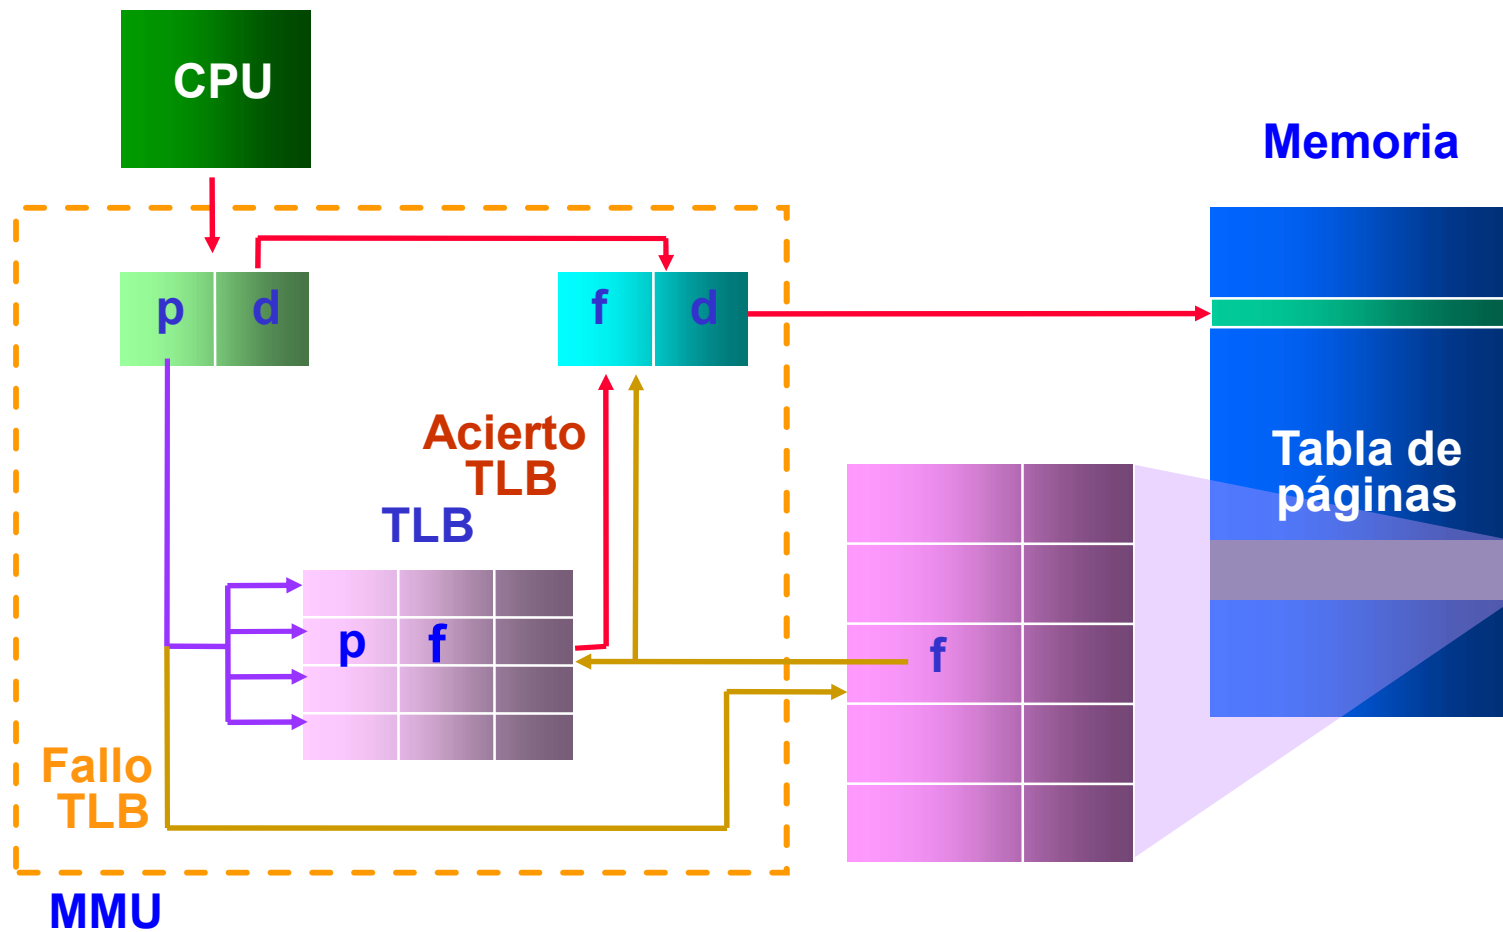 CPU
Memoria
p d
f d
Acierto
TLB
TLB
Tabla de
páginas
p f
f
Fallo
TLB
MMU